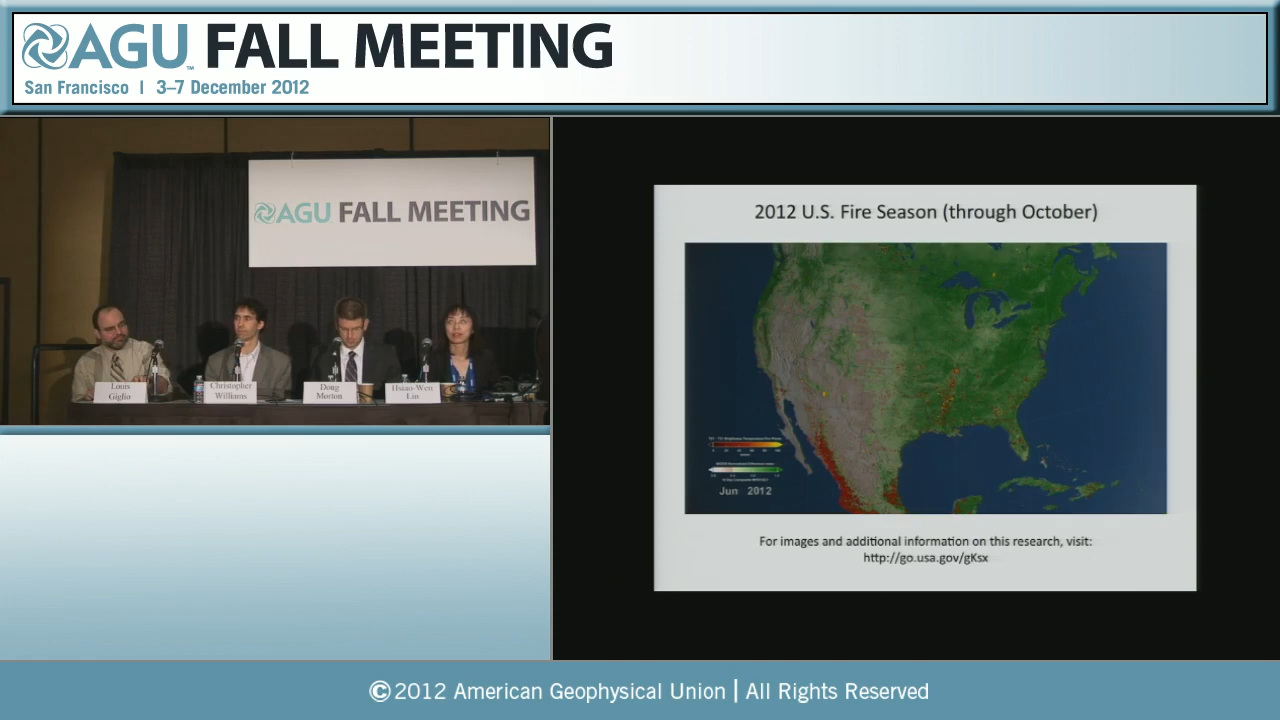 AGU FALL MEETING
San Francisco | 3–7 December 2012
AGU FALL MEETING
Louis
Giglio
Christopher
Williams
Doug
Morton
Hsiao-Wen
Lin
2012 U.S. Fire Season (through October)
Jun 2012
For images and additional information on this research, visit:
http://go.usa.gov/gKsx
©2012 American Geophysical Union | All Rights Reserved